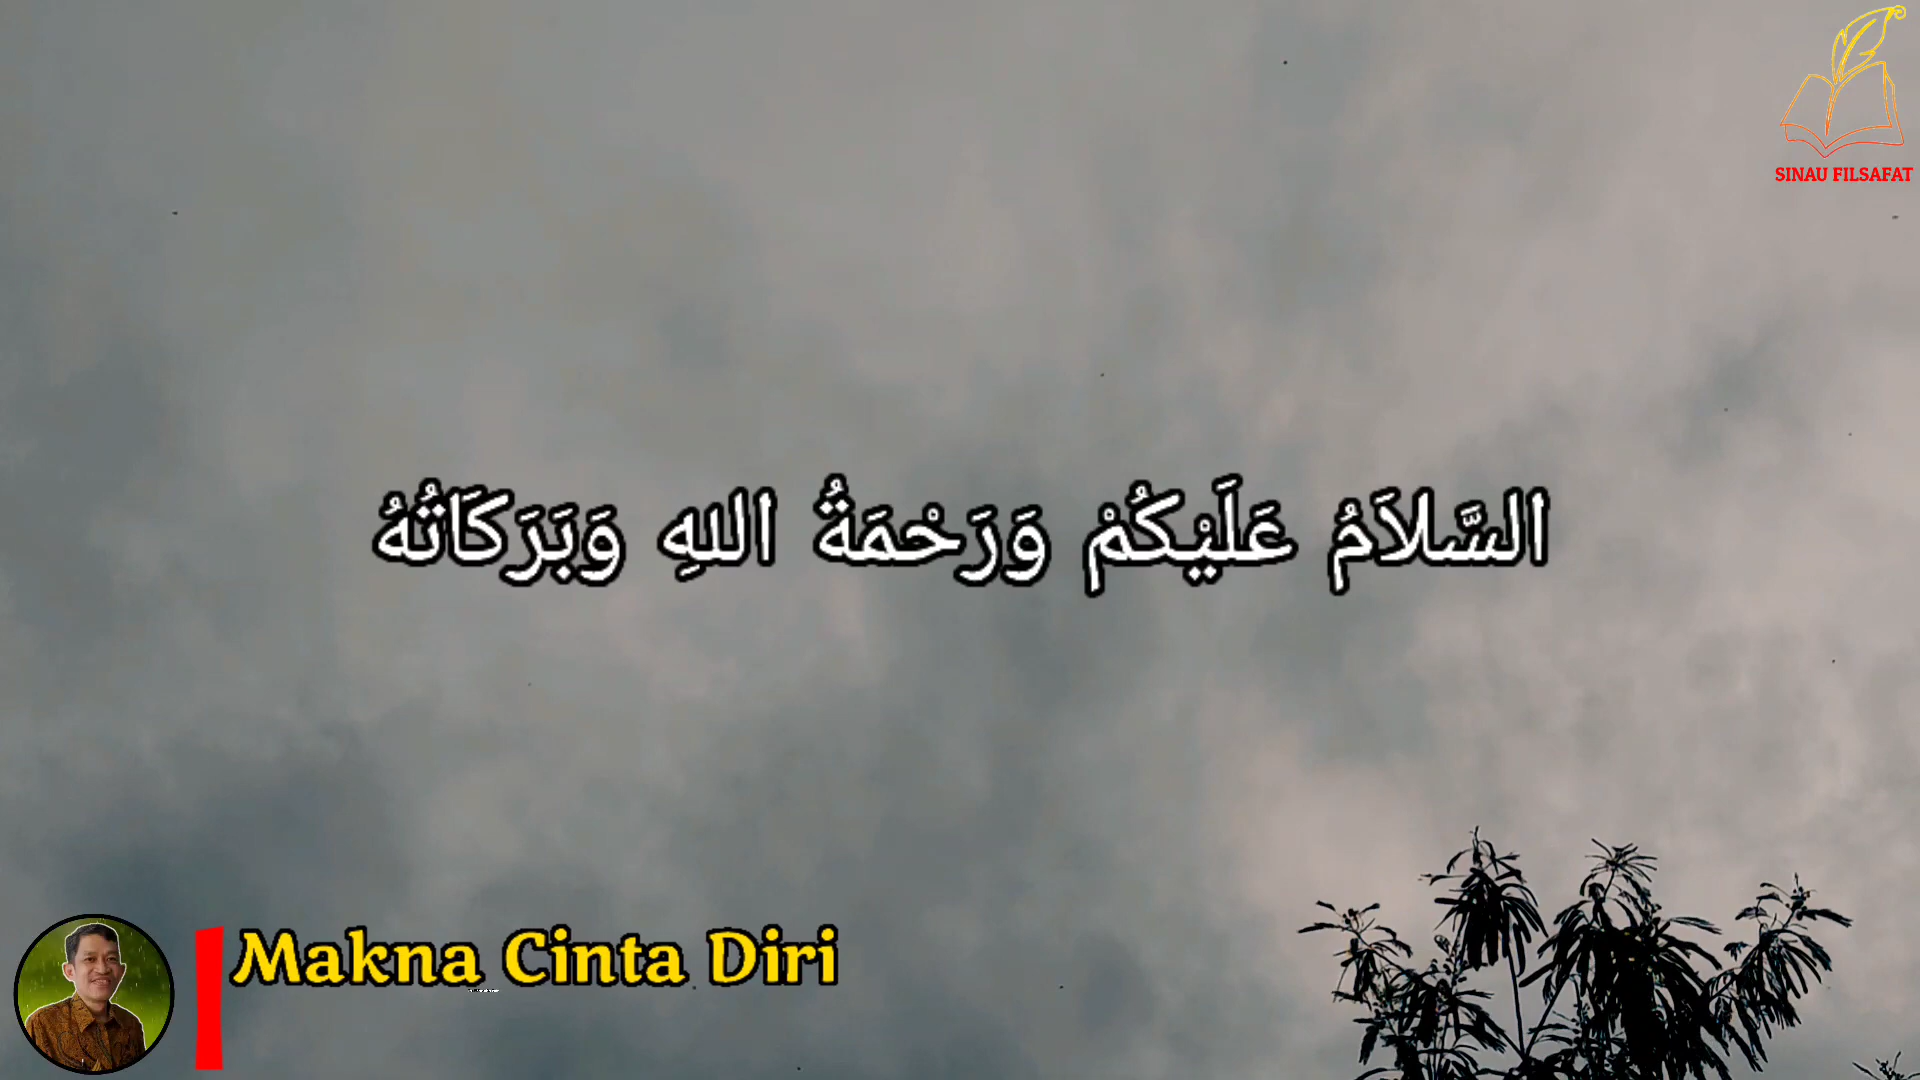 SINAU FILSAFAT
السَّلاَمُ عَلَيْكُمْ وَرَحْمَةُ اللهِ وَبَرَكَاتُهُ
Makna Cinta Diri